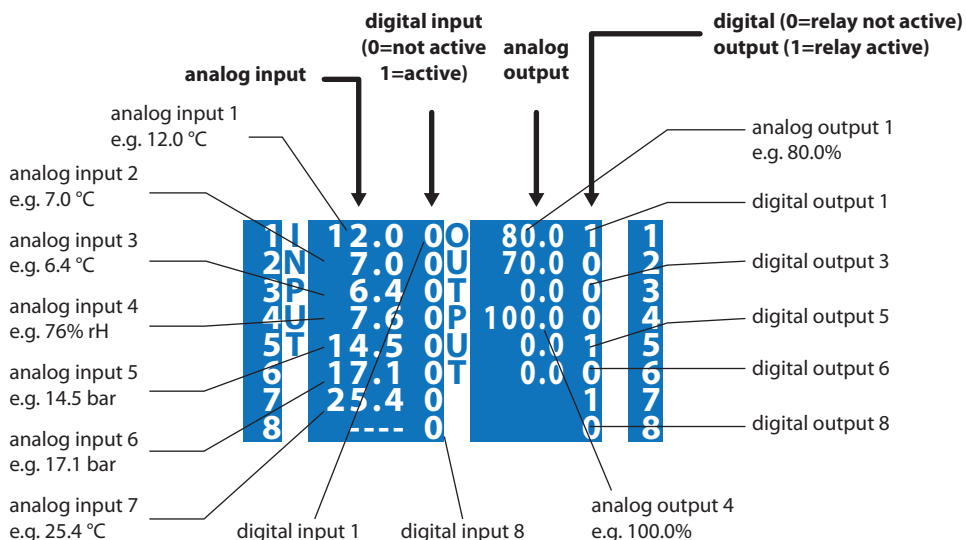 digital input
(0=not active
1=active)
analog
output
digital (0=relay not active)
output (1=relay active)
analog input
analog input 1
e.g. 12.0 °C
analog input 2
e.g. 7.0 °C
analog input 3
e.g. 6.4 °C
analog input 4
e.g. 76% rH
analog input 5
e.g. 14.5 bar
analog input 6
e.g. 17.1 bar
analog input 7
e.g. 25.4 °C
1 I 12.0 0 O 80.0 1 1
2 N 7.0 0 U 70.0 0 2
3 P 6.4 0 T 0.0 0 3
4 U 7.6 0 P 100.0 0 4
5 T 14.5 0 U 0.0 1 5
6 17.1 0 T 0.0 0 6
7 25.4 0 1 7
8 ---- 0 0 8
analog output 1
e.g. 80.0%
digital output 1
digital output 3
digital output 5
digital output 6
digital output 8
digital input 1
digital input 8
analog output 4
e.g. 100.0%